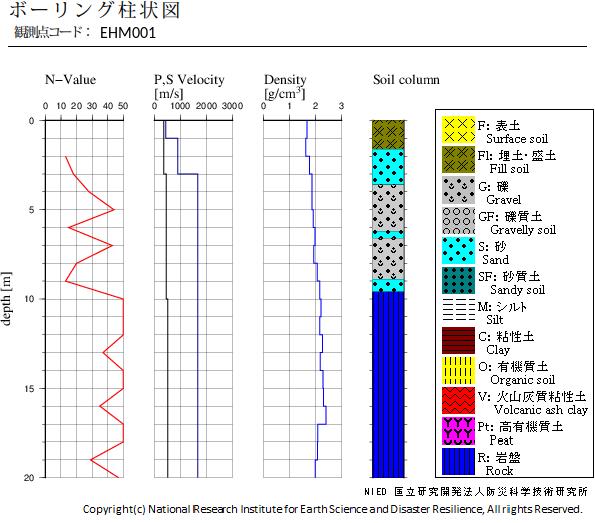 ボーリング柱状図
観測点コード： EHM001
N−Value
P,S Velocity
[m/s]
Density
[g/cm³]
Soil column
0 10 20 30 40 50
0 1000 2000 3000
0 1 2 3
0
5
10
15
20
depth [m]
F: 表土
Surface soil
Fl: 埋土・盛土
Fill soil
G: 礫
Gravel
GF: 礫質土
Gravelly soil
S: 砂
Sand
SF: 砂質土
Sandy soil
M: シルト
Silt
C: 粘性土
Clay
O: 有機質土
Organic soil
V: 火山灰質粘性土
Volcanic ash clay
Pt: 高有機質土
Peat
R: 岩盤
Rock
NIED 国立研究開発法人防災科学技術研究所
Copyright(c) National Research Institute for Earth Science and Disaster Resilience, All rights Reserved.